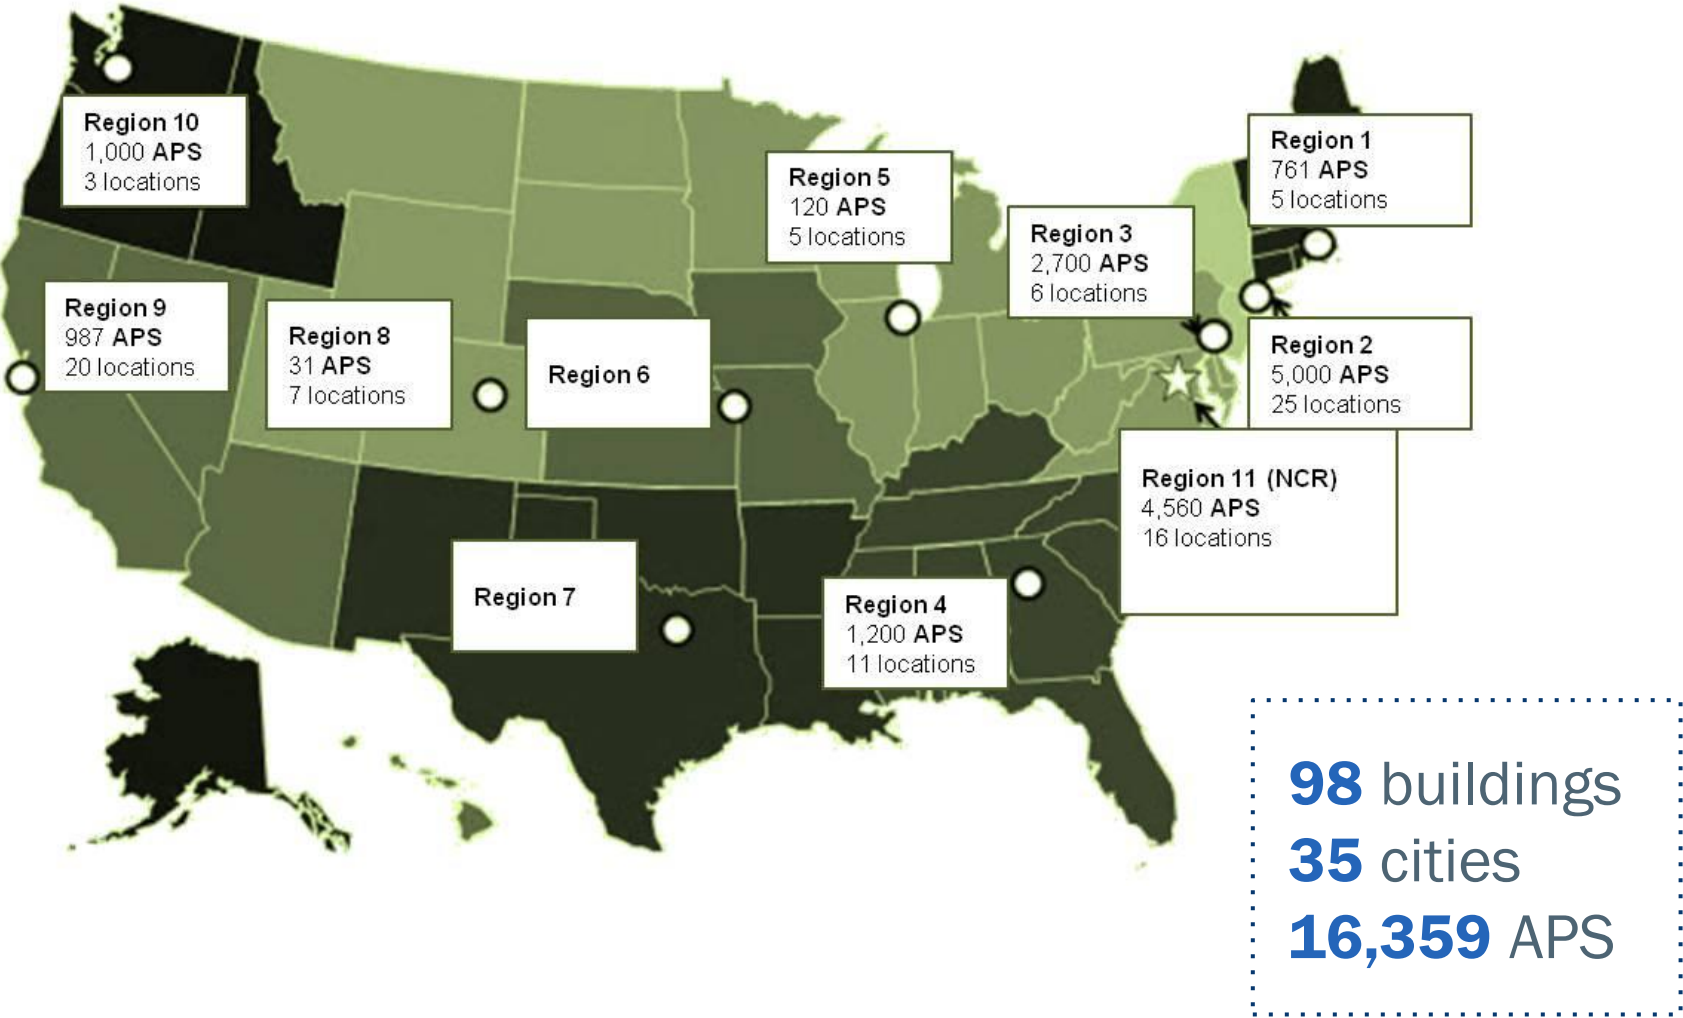 Region 10
1,000 APS
3 locations
Region 9
987 APS
20 locations
Region 8
31 APS
7 locations
Region 6
Region 7
Region 5
120 APS
5 locations
Region 3
2,700 APS
6 locations
Region 1
761 APS
5 locations
Region 2
5,000 APS
25 locations
Region 11 (NCR)
4,560 APS
16 locations
Region 4
1,200 APS
11 locations
98 buildings
35 cities
16,359 APS